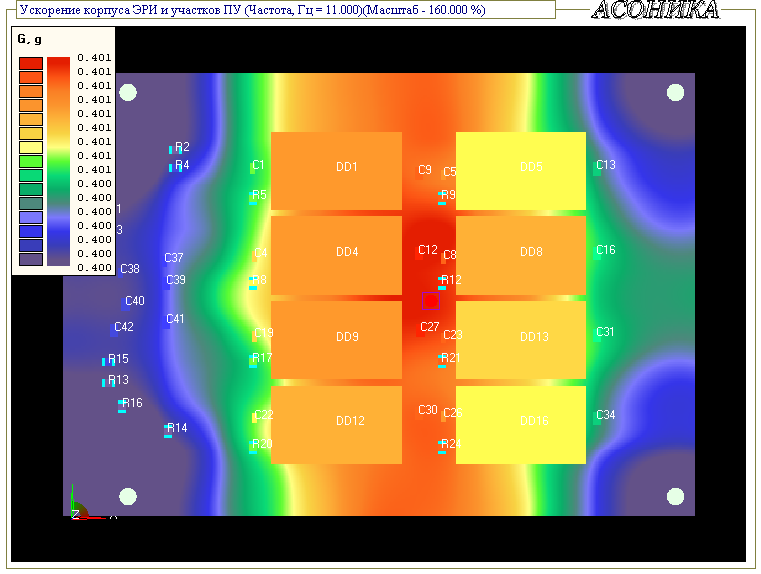 Ускорение корпуса ЭРИ и участков ПУ (Частота, Гц = 11.000)(Масштаб - 160.000 %)
АСОНИКА
G, g
0.401
0.401
0.401
0.401
0.401
0.401
0.401
0.401
0.400
0.400
0.400
0.400
0.400
0.400
0.400
0.400
R2
R4
C1
DD1
C9
C13
R5
R9
1
3
C4
DD4
C12
C8
DD8
C16
C37
C38
C39
R12
C40
C41
C42
C19
DD9
C27
C23
DD13
C31
R15
R17
R21
R13
R16
C22
DD12
C30
C34
R14
Z